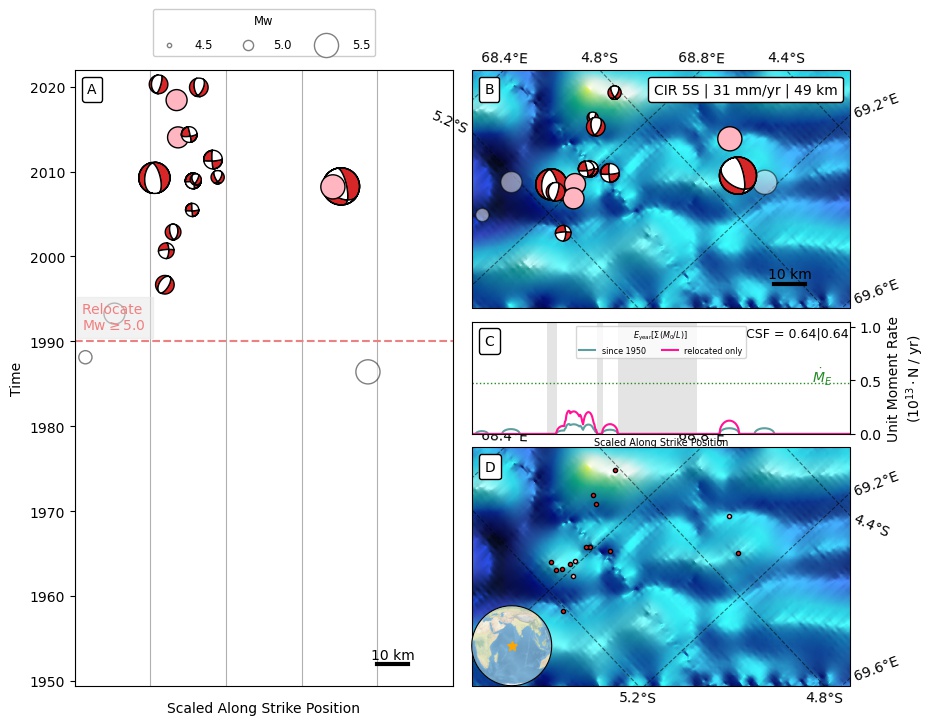 Mw
4.5 5.0 5.5
A
2020
2010
2000
1990
1980
1970
1960
1950
Time
Relocate
Mw ≥ 5.0
10 km
Scaled Along Strike Position
68.4°E 4.8°S 68.8°E 4.4°S
5.2°S
69.2°E
69.6°E
B
CIR 5S | 31 mm/yr | 49 km
10 km
C
E_year[Σ(M_0/L)]
since 1950 relocated only
CSF = 0.64|0.64
Ṁ_E
1.0
0.5
0.0
Unit Moment Rate
(10^13 · N / yr)
68.4°E 68.8°E
Scaled Along Strike Position
D
69.2°E
4.4°S
69.6°E
5.2°S 4.8°S